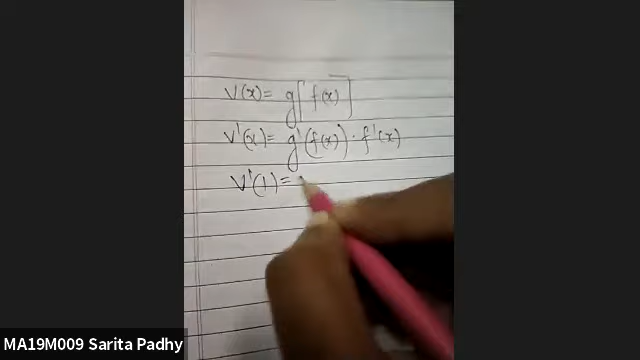 v(x) = g[f(x)]
v'(x) = g'(f(x)) · f'(x)
v'(1) =
MA19M009 Sarita Padhy